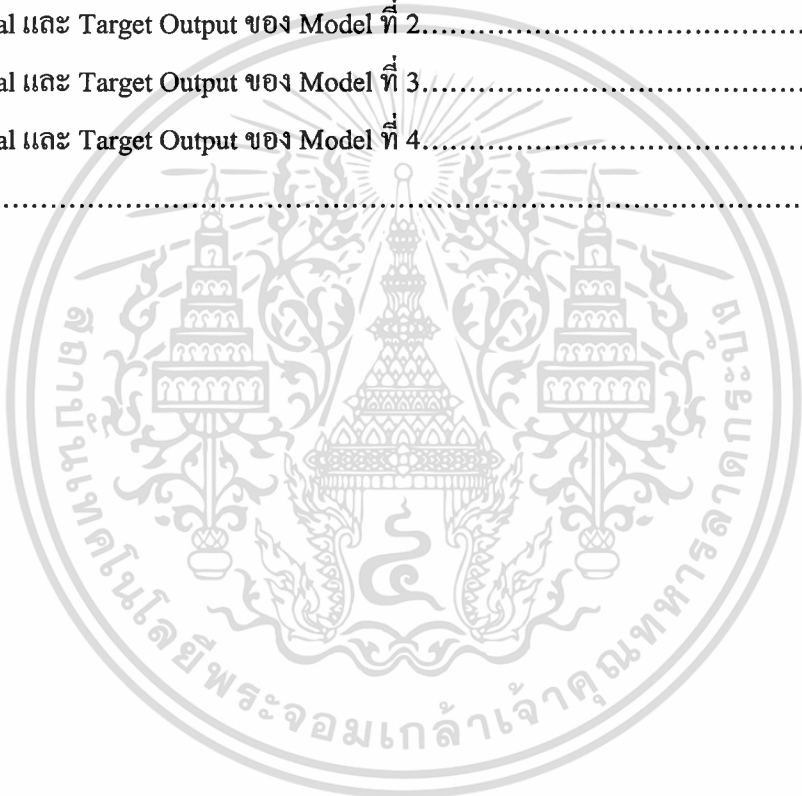 al และ Target Output ของ Model ที่ 2................................................
al และ Target Output ของ Model ที่ 3................................................
al และ Target Output ของ Model ที่ 4................................................
................................................................................................
สถาบันเทคโนโลยีพระจอมเกล้าเจ้าคุณทหารลาดกระบัง
๔